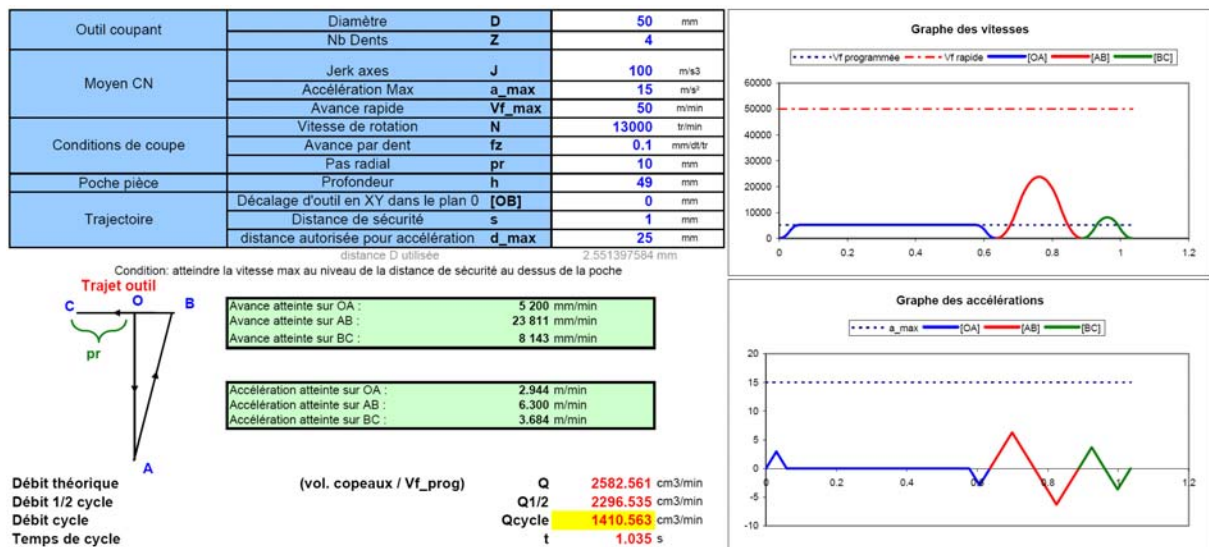 Outil coupant Diamètre D 50 mm
Nb Dents Z 4
Moyen CN Jerk axes J 100 m/s3
Accélération Max a_max 15 m/s²
Avance rapide Vf_max 50 m/min
Conditions de coupe Vitesse de rotation N 13000 tr/min
Avance par dent fz 0.1 mm/dt/tr
Pas radial pr 10 mm
Poche pièce Profondeur h 49 mm
Trajectoire Décalage d'outil en XY dans le plan 0 [OB] 0 mm
Distance de sécurité s 1 mm
distance autorisée pour accélération d_max 25 mm
distance D utilisée 2.551397584 mm
Condition: atteindre la vitesse max au niveau de la distance de sécurité au dessus de la poche
Trajet outil
C O B
pr
A
Avance atteinte sur OA : 5 200 mm/min
Avance atteinte sur AB : 23 811 mm/min
Avance atteinte sur BC : 8 143 mm/min
Accélération atteinte sur OA : 2.944 m/min
Accélération atteinte sur AB : 6.300 m/min
Accélération atteinte sur BC : 3.684 m/min
Débit théorique (vol. copeaux / Vf_prog) Q 2582.561 cm3/min
Débit 1/2 cycle Q1/2 2296.535 cm3/min
Débit cycle Qcycle 1410.563 cm3/min
Temps de cycle t 1.035 s
Graphe des vitesses
Vf programmée Vf rapide [OA] [AB] [BC]
60000
50000
40000
30000
20000
10000
0
0 0.2 0.4 0.6 0.8 1 1.2
Graphe des accélérations
a_max [OA] [AB] [BC]
20
15
10
5
0
-5
-10
0 0.2 0.4 0.6 0.8 1 1.2